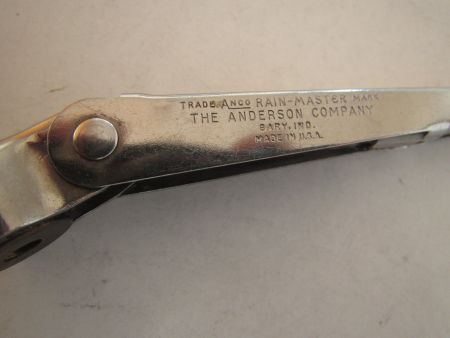 TRADE ANCO RAIN-MASTER MARK
THE ANDERSON COMPANY
GARY, IND.
MADE IN U.S.A.